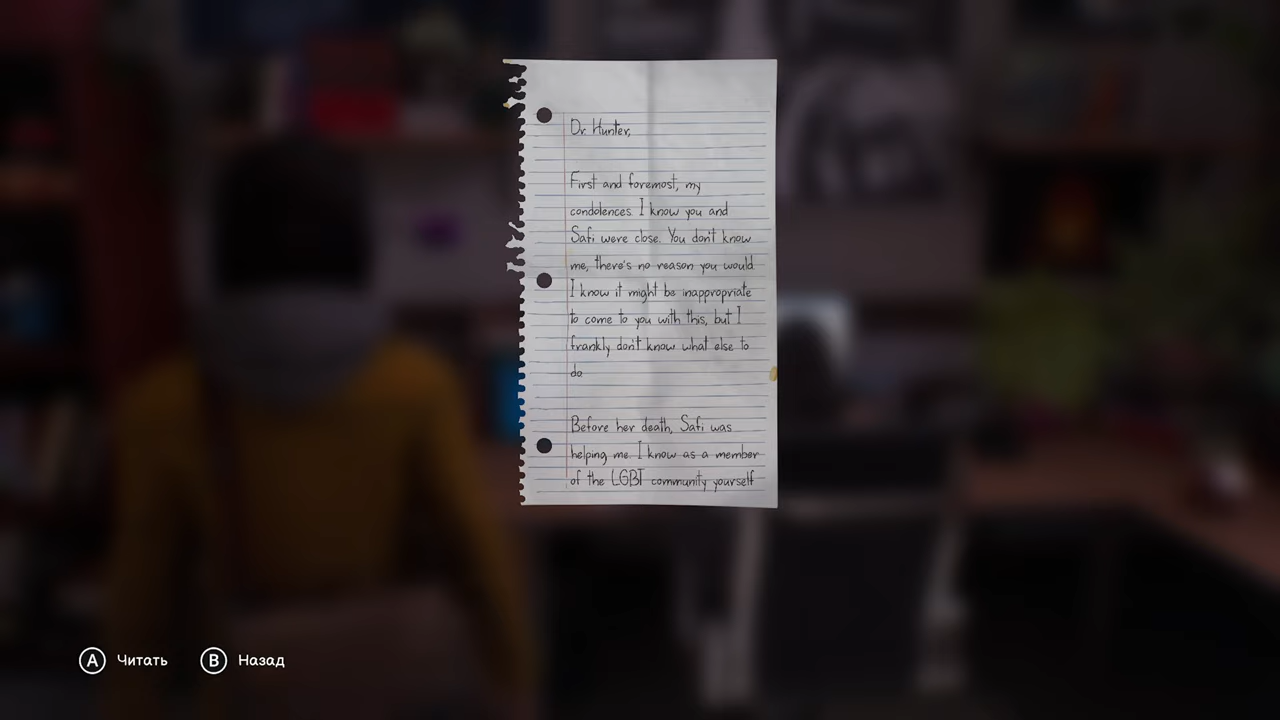 Dr. Hunter,
First and foremost, my
condolences. I know you and
Safi were close. You don't know
me, there's no reason you would.
I know it might be inappropriate
to come to you with this, but I
frankly don't know what else to
do.
Before her death, Safi was
helping me. I know as a member
of the LGBT community yourself
A Читать B Назад